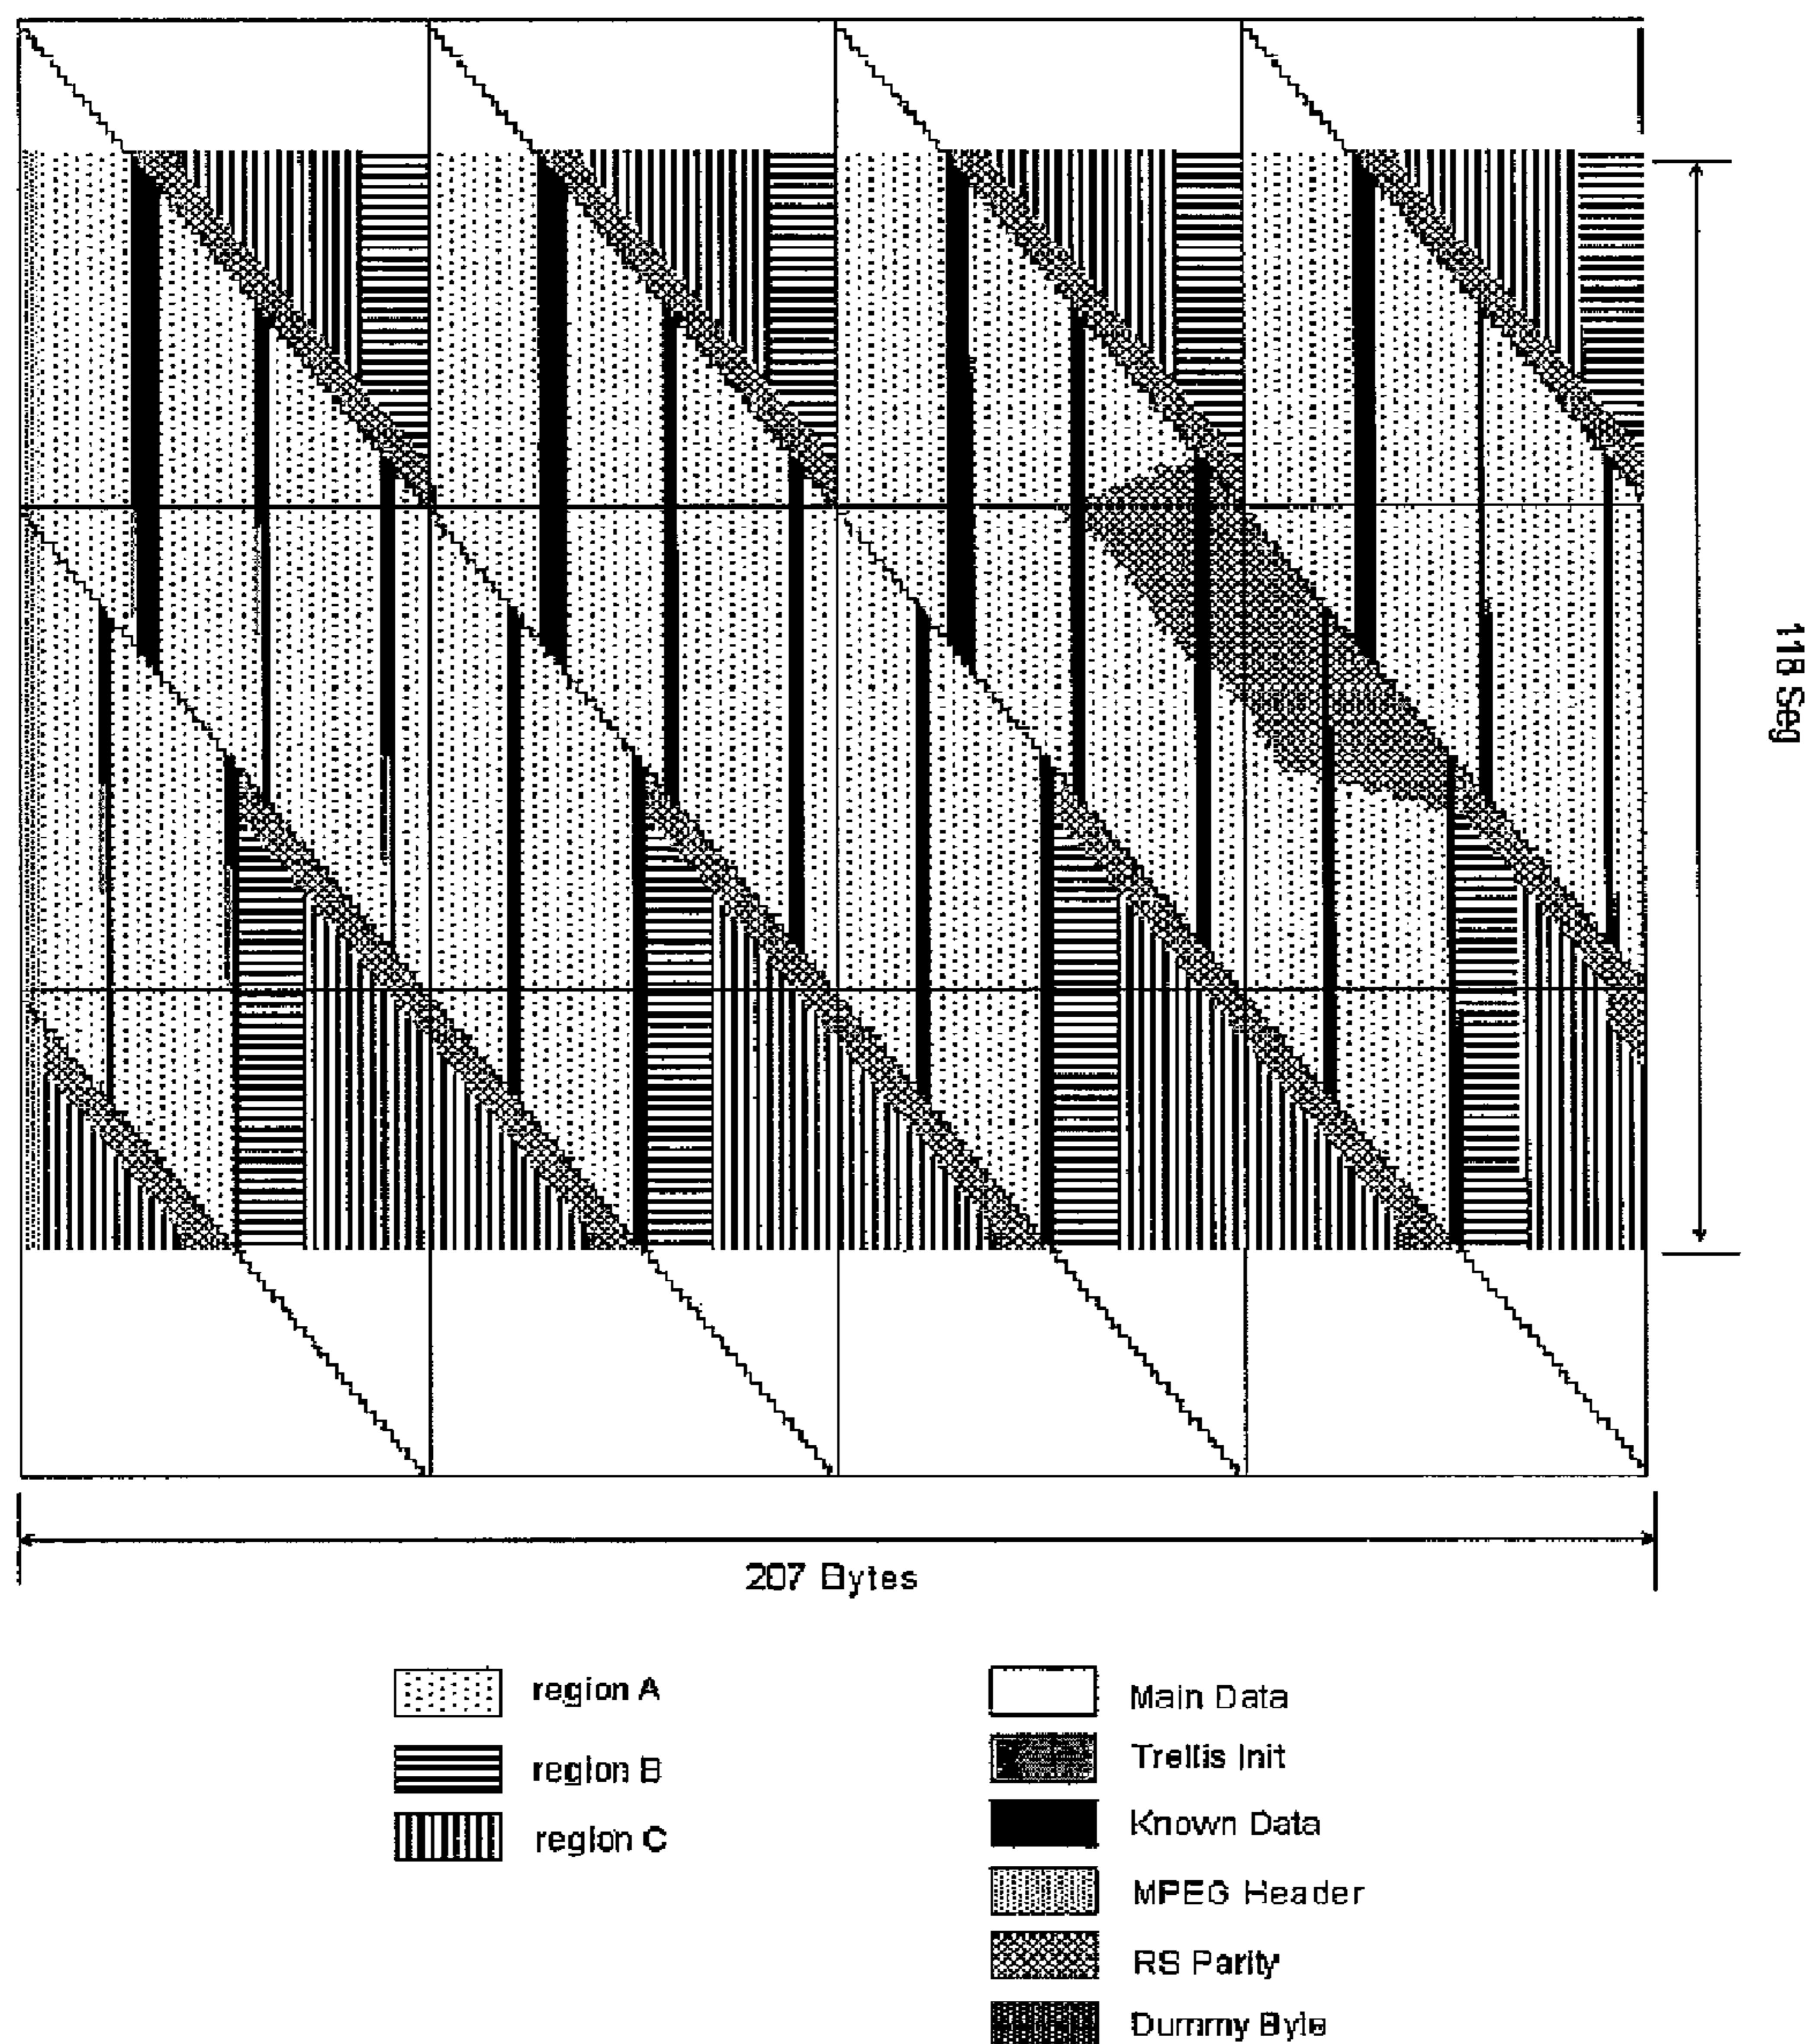 118 Seg
207 Bytes
region A
region B
region C
Main Data
Trellis Init
Known Data
MPEG Header
RS Parity
Dummy Byte